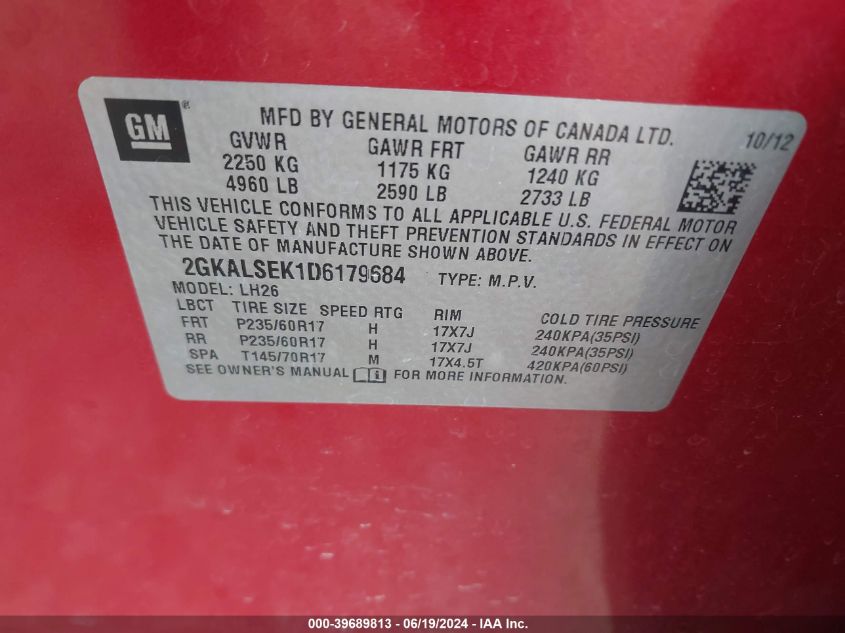 GM ®
MFD BY GENERAL MOTORS OF CANADA LTD.
10/12
GVWR GAWR FRT GAWR RR
2250 KG 1175 KG 1240 KG
4960 LB 2590 LB 2733 LB
THIS VEHICLE CONFORMS TO ALL APPLICABLE U.S. FEDERAL MOTOR
VEHICLE SAFETY AND THEFT PREVENTION STANDARDS IN EFFECT ON
THE DATE OF MANUFACTURE SHOWN ABOVE.
2GKALSEK1D6179684 TYPE: M.P.V.
MODEL: LH26
LBCT TIRE SIZE SPEED RTG RIM COLD TIRE PRESSURE
FRT P235/60R17 H 17X7J 240KPA(35PSI)
RR P235/60R17 H 17X7J 240KPA(35PSI)
SPA T145/70R17 M 17X4.5T 420KPA(60PSI)
SEE OWNER'S MANUAL FOR MORE INFORMATION.
000-39689813 - 06/19/2024 - IAA Inc.